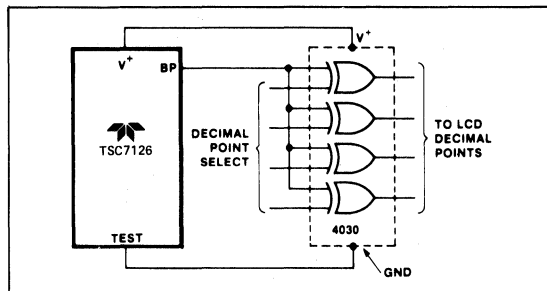 V+
V+
BP
TSC7126
DECIMAL
POINT
SELECT
TO LCD
DECIMAL
POINTS
4030
TEST
GND